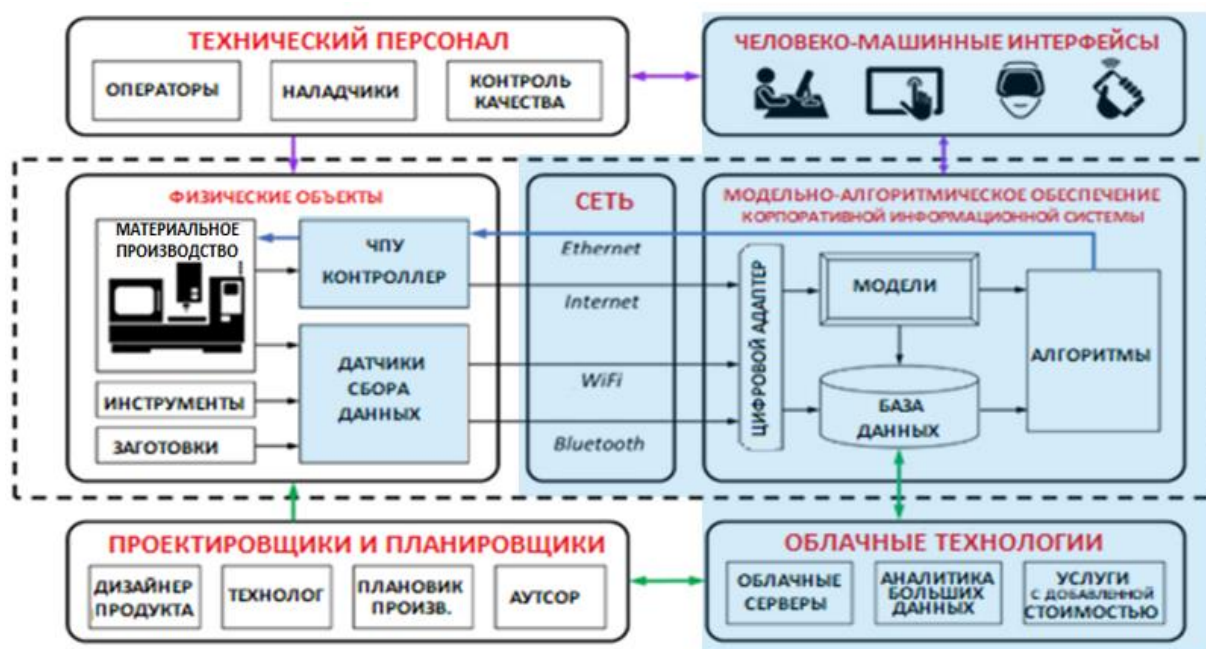 ТЕХНИЧЕСКИЙ ПЕРСОНАЛ
ОПЕРАТОРЫ
НАЛАДЧИКИ
КОНТРОЛЬ
КАЧЕСТВА
ЧЕЛОВЕКО-МАШИННЫЕ ИНТЕРФЕЙСЫ
ФИЗИЧЕСКИЕ ОБЪЕКТЫ
МАТЕРИАЛЬНОЕ
ПРОИЗВОДСТВО
ИНСТРУМЕНТЫ
ЗАГОТОВКИ
ЧПУ
КОНТРОЛЛЕР
ДАТЧИКИ
СБОРА
ДАННЫХ
СЕТЬ
Ethernet
Internet
WiFi
Bluetooth
МОДЕЛЬНО-АЛГОРИТМИЧЕСКОЕ ОБЕСПЕЧЕНИЕ
КОРПОРАТИВНОЙ ИНФОРМАЦИОННОЙ СИСТЕМЫ
ЦИФРОВОЙ АДАПТЕР
МОДЕЛИ
БАЗА
ДАННЫХ
АЛГОРИТМЫ
ПРОЕКТИРОВЩИКИ И ПЛАНИРОВЩИКИ
ДИЗАЙНЕР
ПРОДУКТА
ТЕХНОЛОГ
ПЛАНОВИК
ПРОИЗВ.
АУТСОР
ОБЛАЧНЫЕ ТЕХНОЛОГИИ
ОБЛАЧНЫЕ
СЕРВЕРЫ
АНАЛИТИКА
БОЛЬШИХ
ДАННЫХ
УСЛУГИ
С ДОБАВЛЕННОЙ
СТОИМОСТЬЮ